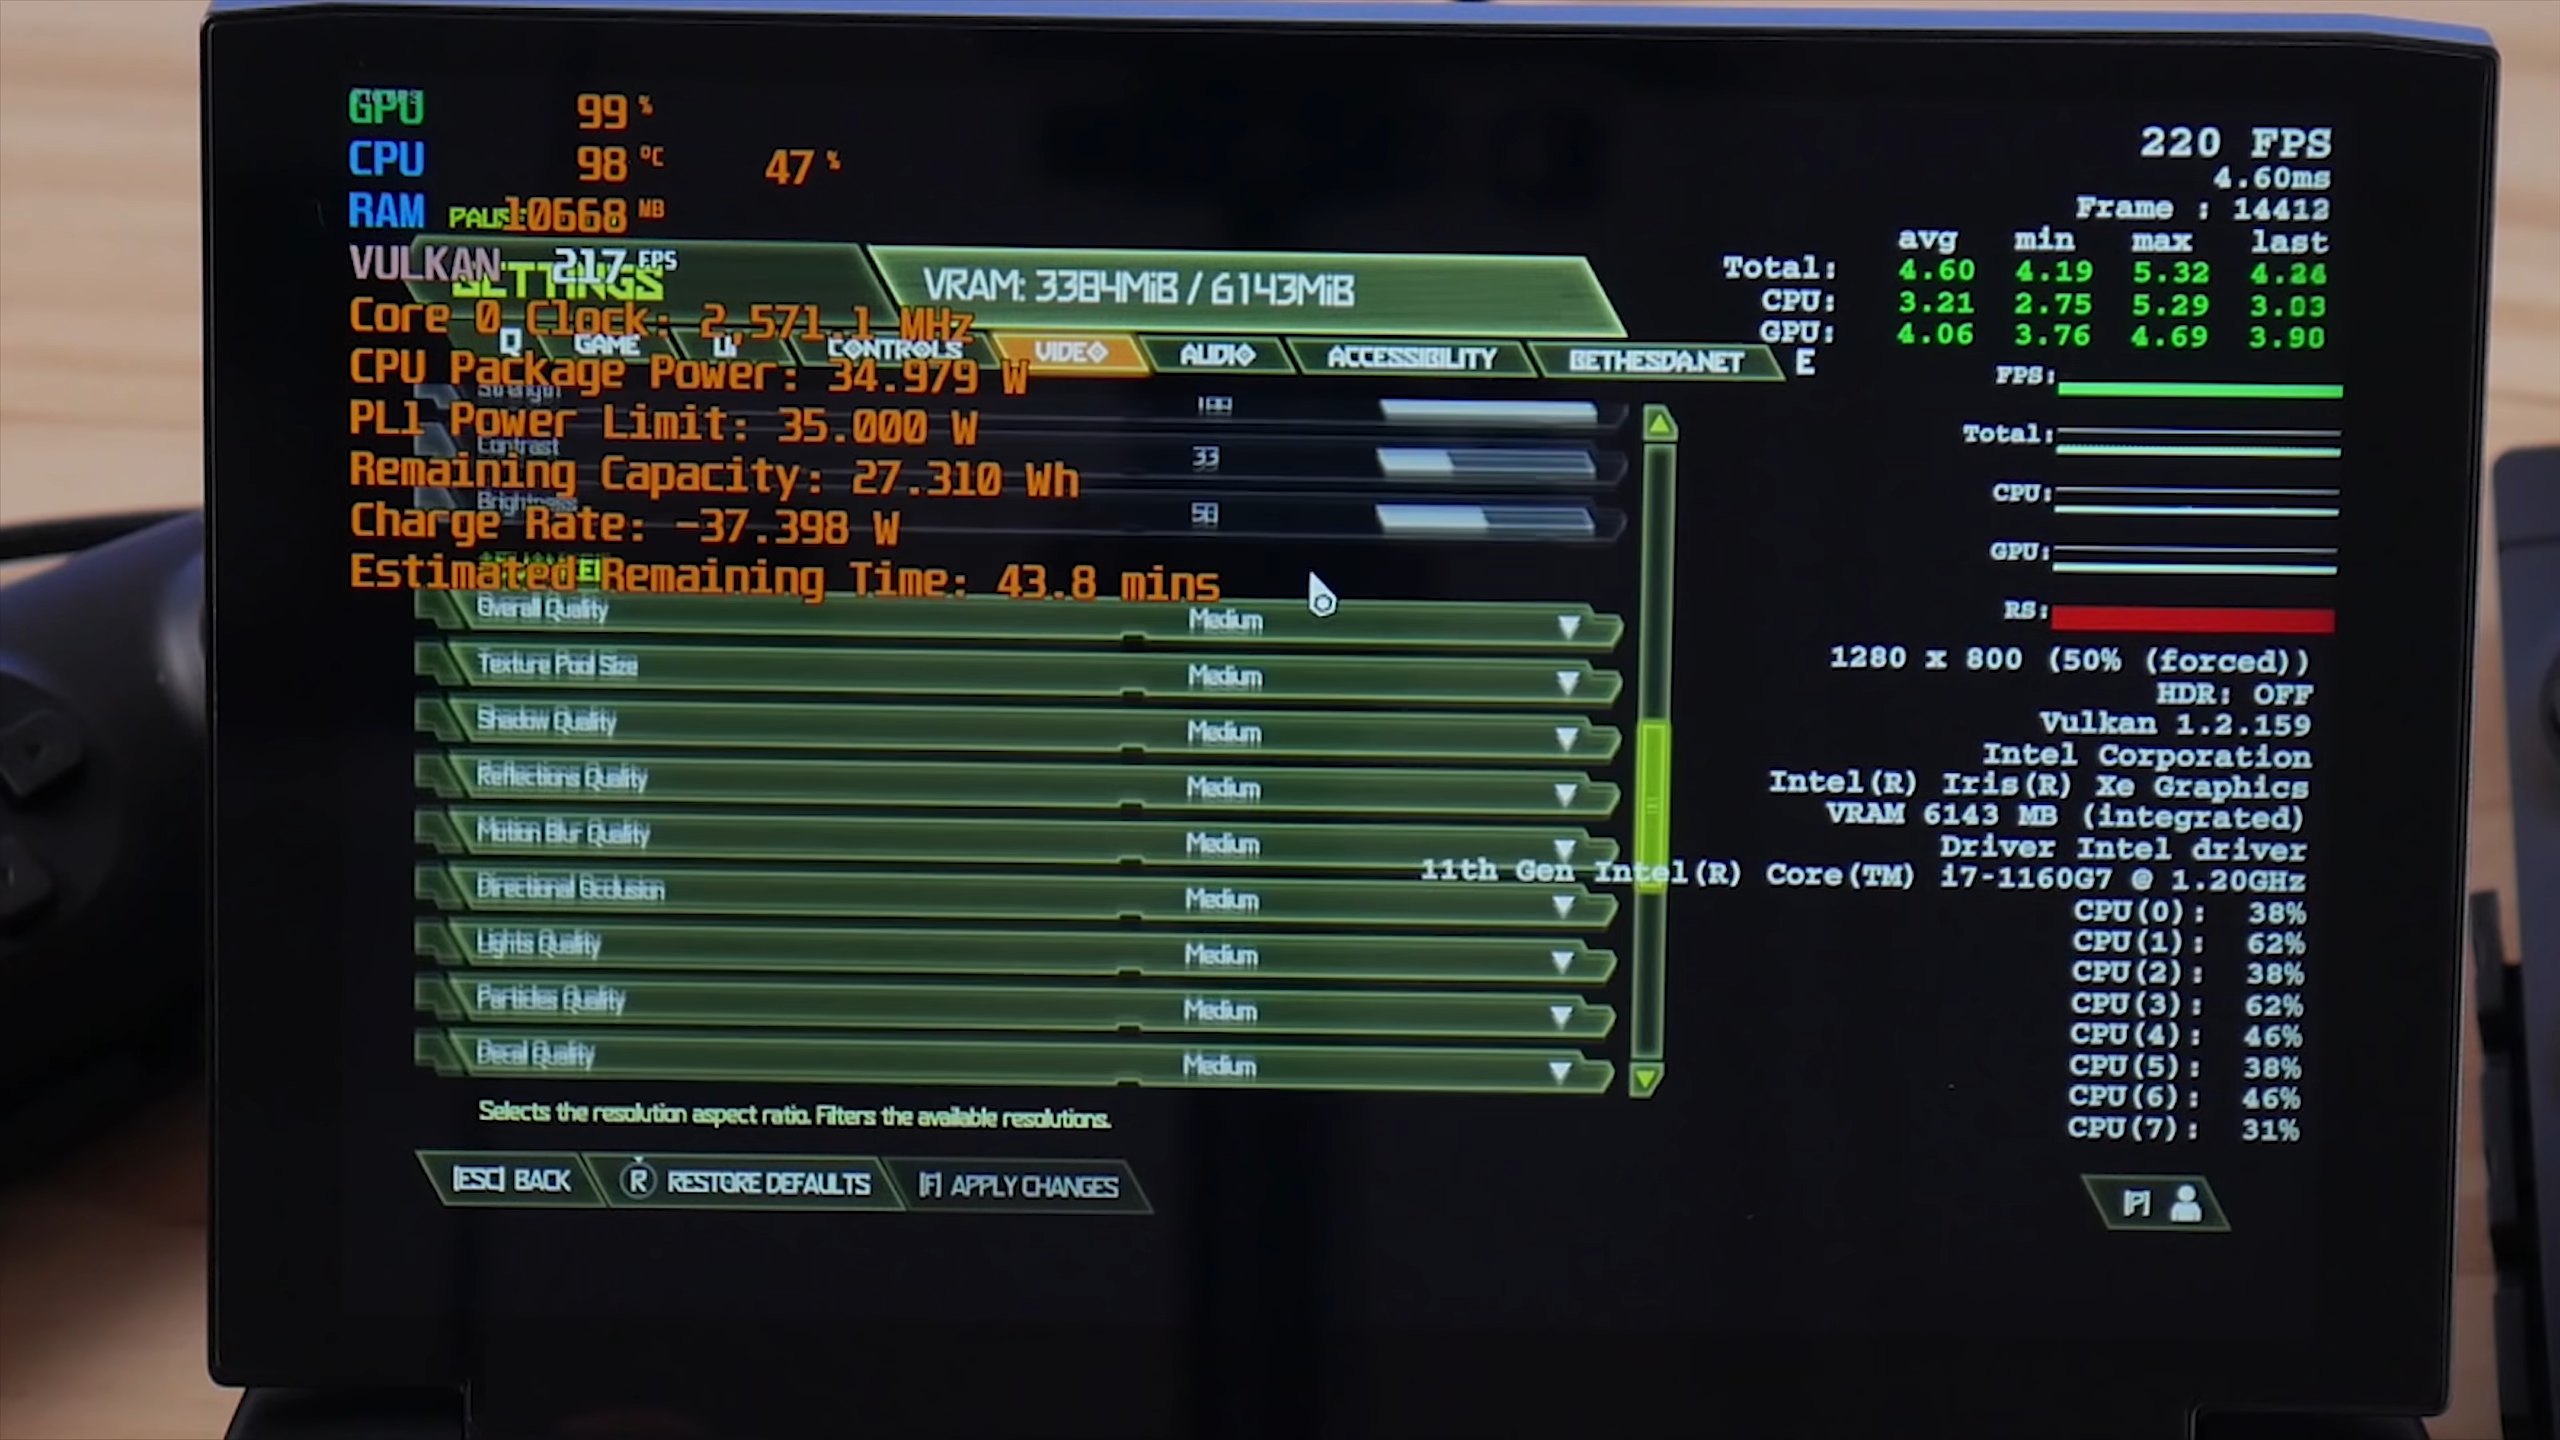 GPU 99 %
CPU 98 °C 47 %
RAM 10668 MB
VULKAN 217 FPS
SETTINGS
VRAM: 3384MiB / 6143MiB
Core 0 Clock: 2,571.1 MHz
Q GAME UI CONTROLS VIDEO AUDIO ACCESSIBILITY BETHESDA.NET E
CPU Package Power: 34.979 W
Strength 100
PL1 Power Limit: 35.000 W
Contrast 33
Remaining Capacity: 27.310 Wh
Brightness 50
Charge Rate: -37.398 W
Estimated Remaining Time: 43.8 mins
Overall Quality Medium
Texture Pool Size Medium
Shadow Quality Medium
Reflections Quality Medium
Motion Blur Quality Medium
Directional Occlusion Medium
Lights Quality Medium
Particles Quality Medium
Decal Quality Medium
Selects the resolution aspect ratio. Filters the available resolutions.
[ESC] BACK R RESTORE DEFAULTS [F] APPLY CHANGES
220 FPS
4.60ms
Frame : 14412
avg min max last
Total: 4.60 4.19 5.32 4.26
CPU: 3.21 2.75 5.29 3.03
GPU: 4.06 3.76 4.69 3.90
FPS:
Total:
CPU:
GPU:
RS:
1280 x 800 (50% (forced))
HDR: OFF
Vulkan 1.2.159
Intel Corporation
Intel(R) Iris(R) Xe Graphics
VRAM 6143 MB (integrated)
Driver Intel driver
11th Gen Intel(R) Core(TM) i7-1160G7 @ 1.20GHz
CPU(0): 38%
CPU(1): 62%
CPU(2): 38%
CPU(3): 62%
CPU(4): 46%
CPU(5): 38%
CPU(6): 46%
CPU(7): 31%
[P]